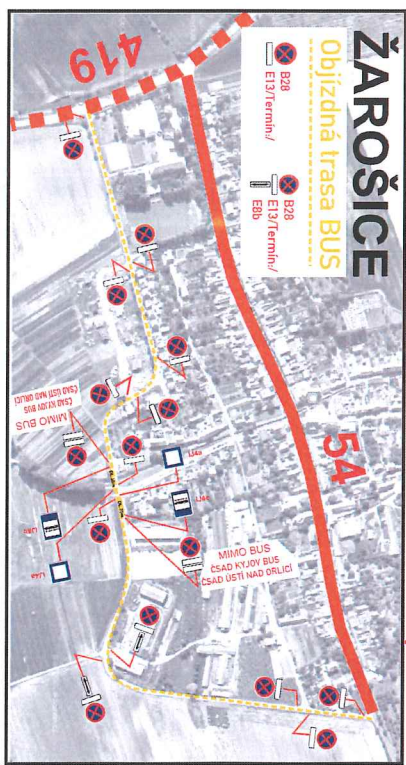 ŽAROŠICE
Objízdná trasa BUS
B28
E13/Termín:/
B28
E13/Termín:/
E8b
419
54
MIMO BUS
ČSAD KYJOV BUS
ČSAD ÚSTÍ NAD ORLICÍ
MIMO BUS
ČSAD KYJOV BUS
ČSAD ÚSTÍ NAD ORLICÍ